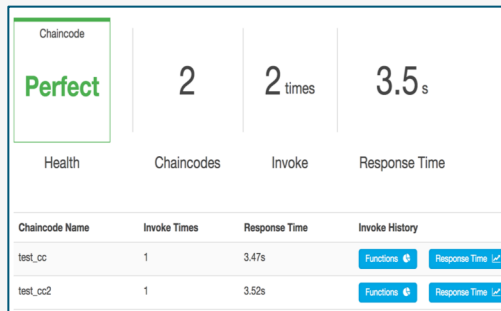 Chaincode
Perfect
2
2 times
3.5 s
Health
Chaincodes
Invoke
Response Time
Chaincode Name Invoke Times Response Time Invoke History
test_cc 1 3.47s Functions Response Time
test_cc2 1 3.52s Functions Response Time